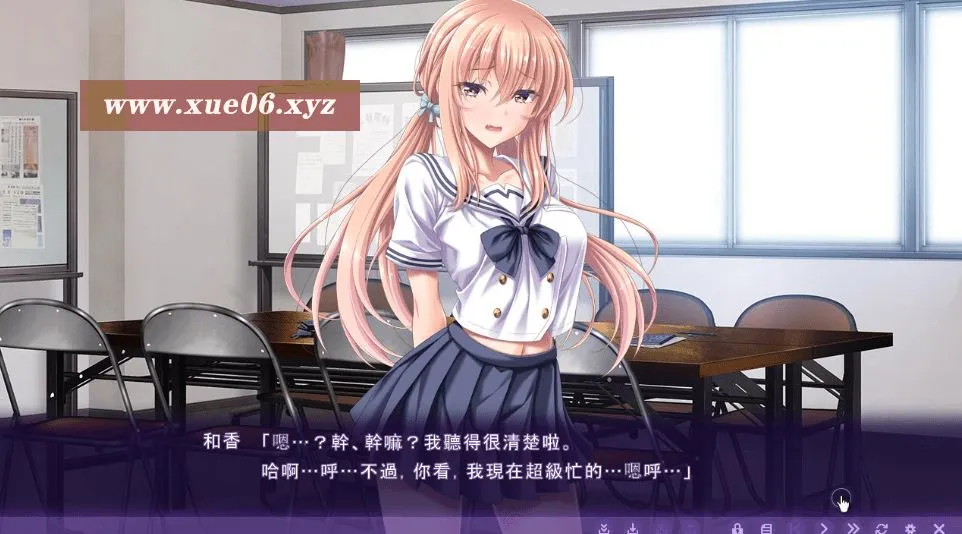 www.xue06.xyz
和香 「嗯…？幹、幹嘛？我聽得很清楚啦。
哈啊…呼…不過, 你看, 我現在超級忙的…嗯呼…」